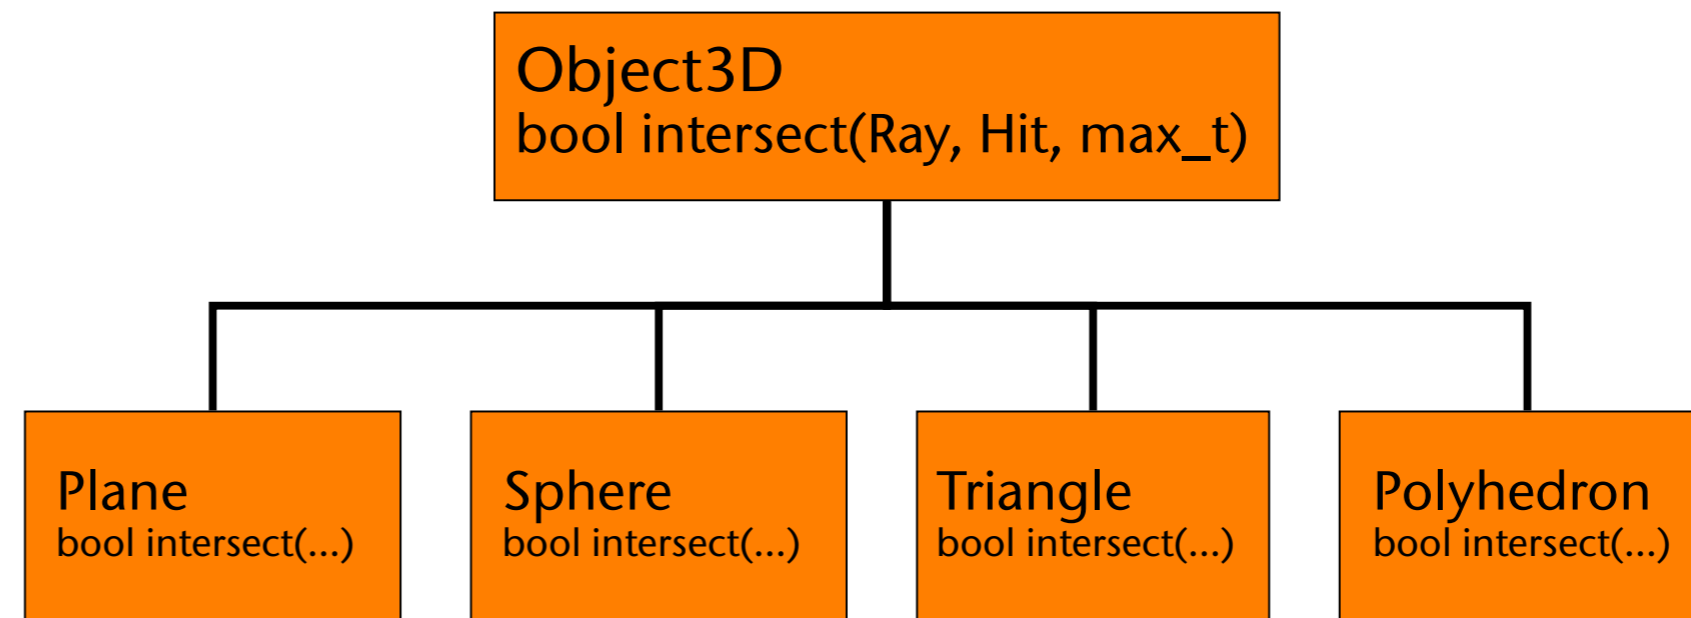 Object3D
bool intersect(Ray, Hit, max_t)
Plane
bool intersect(...)
Sphere
bool intersect(...)
Triangle
bool intersect(...)
Polyhedron
bool intersect(...)